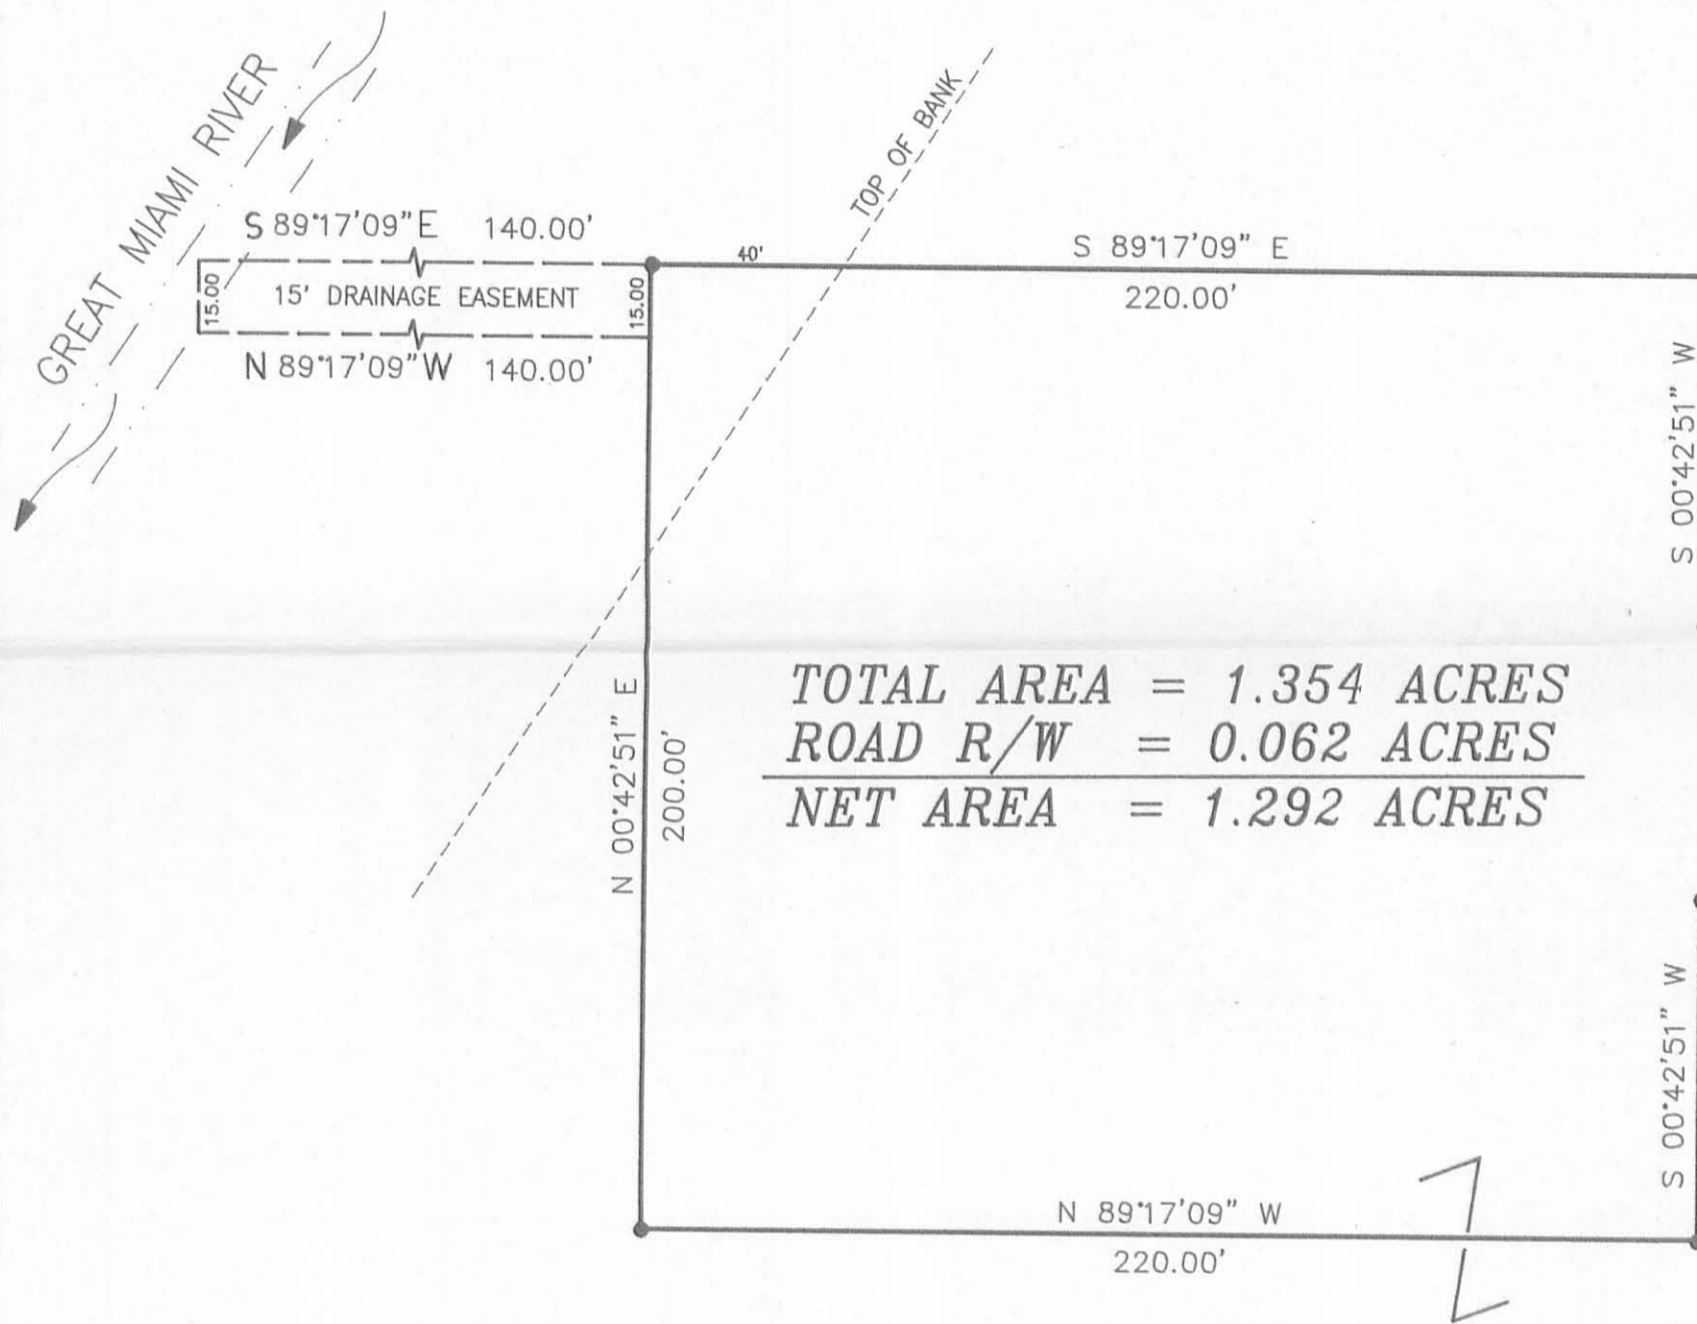 GREAT MIAMI RIVER
TOP OF BANK
S 89°17'09" E 140.00'
40'
S 89°17'09" E
220.00'
15.00
15' DRAINAGE EASEMENT
15.00
N 89°17'09" W 140.00'
S 00°42'51" W
N 00°42'51" E
200.00'
TOTAL AREA = 1.354 ACRES
ROAD R/W = 0.062 ACRES
NET AREA = 1.292 ACRES
S 00°42'51" W
N 89°17'09" W
220.00'